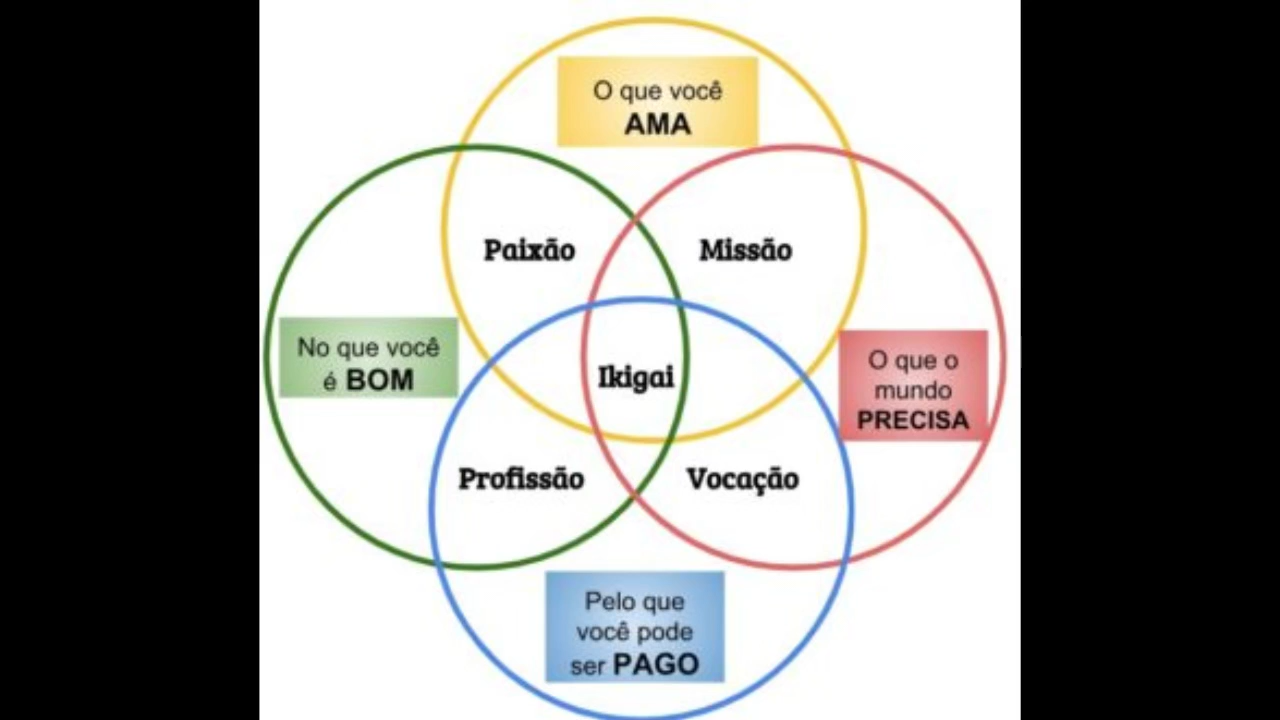 O que você
AMA
Paixão
Missão
No que você
é BOM
Ikigai
O que o
mundo
PRECISA
Profissão
Vocação
Pelo que
você pode
ser PAGO